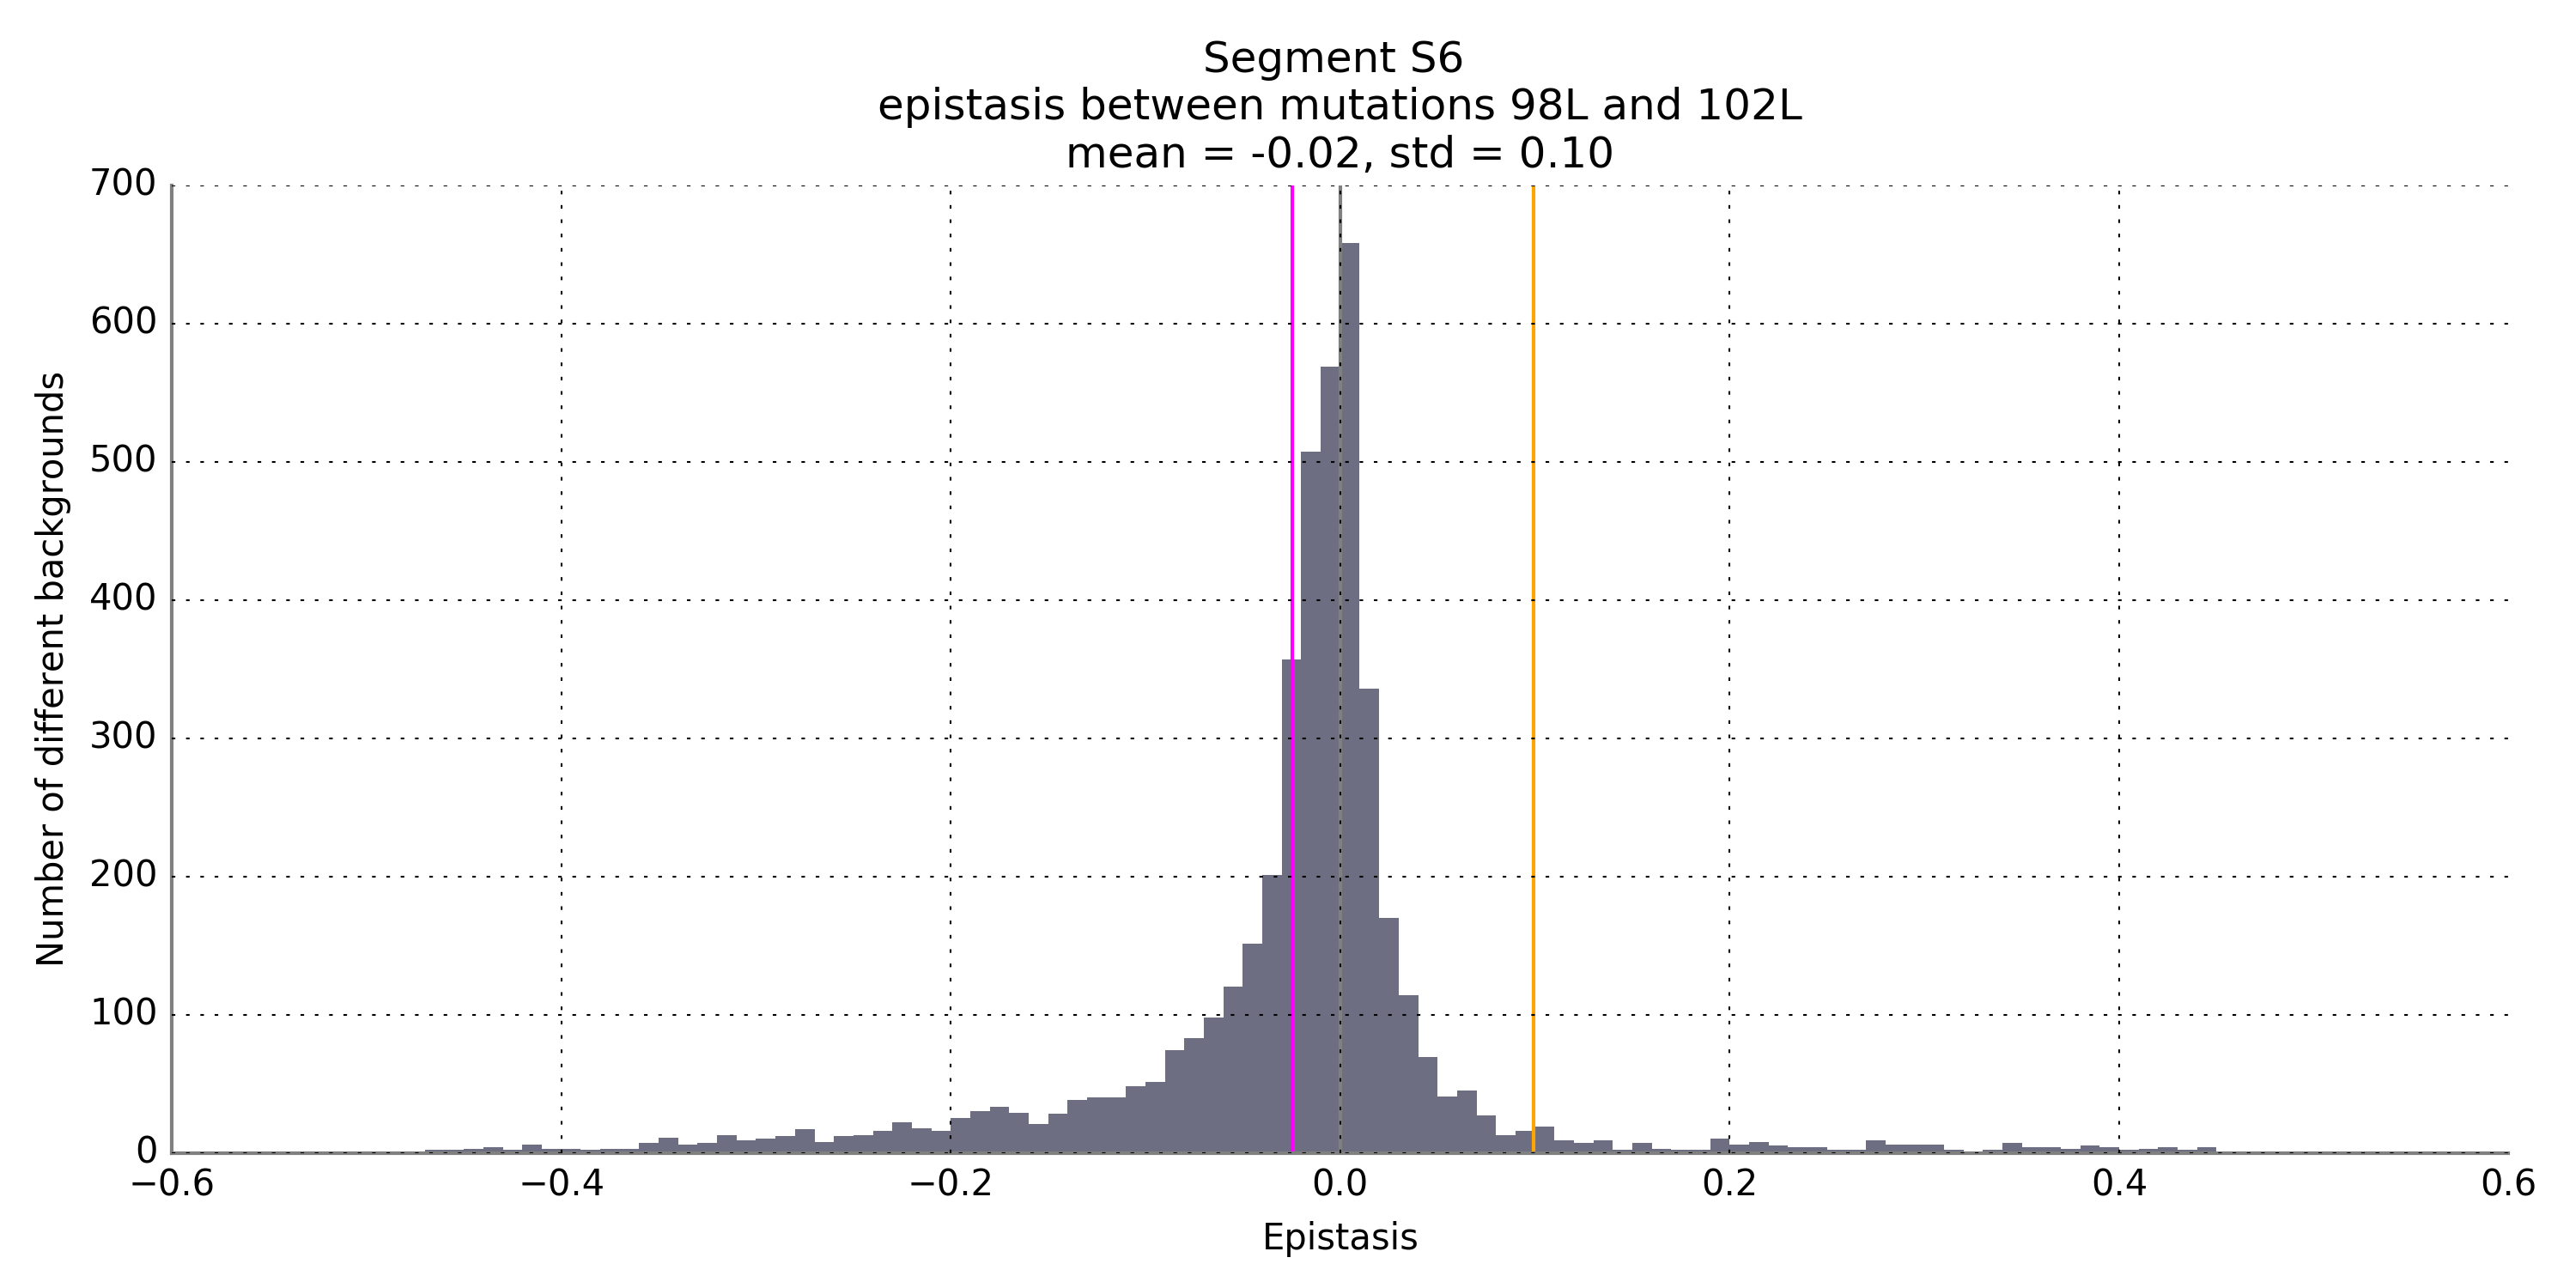 Segment S6
epistasis between mutations 98L and 102L
mean = -0.02, std = 0.10
700
600
500
400
300
200
100
0
Number of different backgrounds
−0.6 −0.4 −0.2 0.0 0.2 0.4 0.6
Epistasis